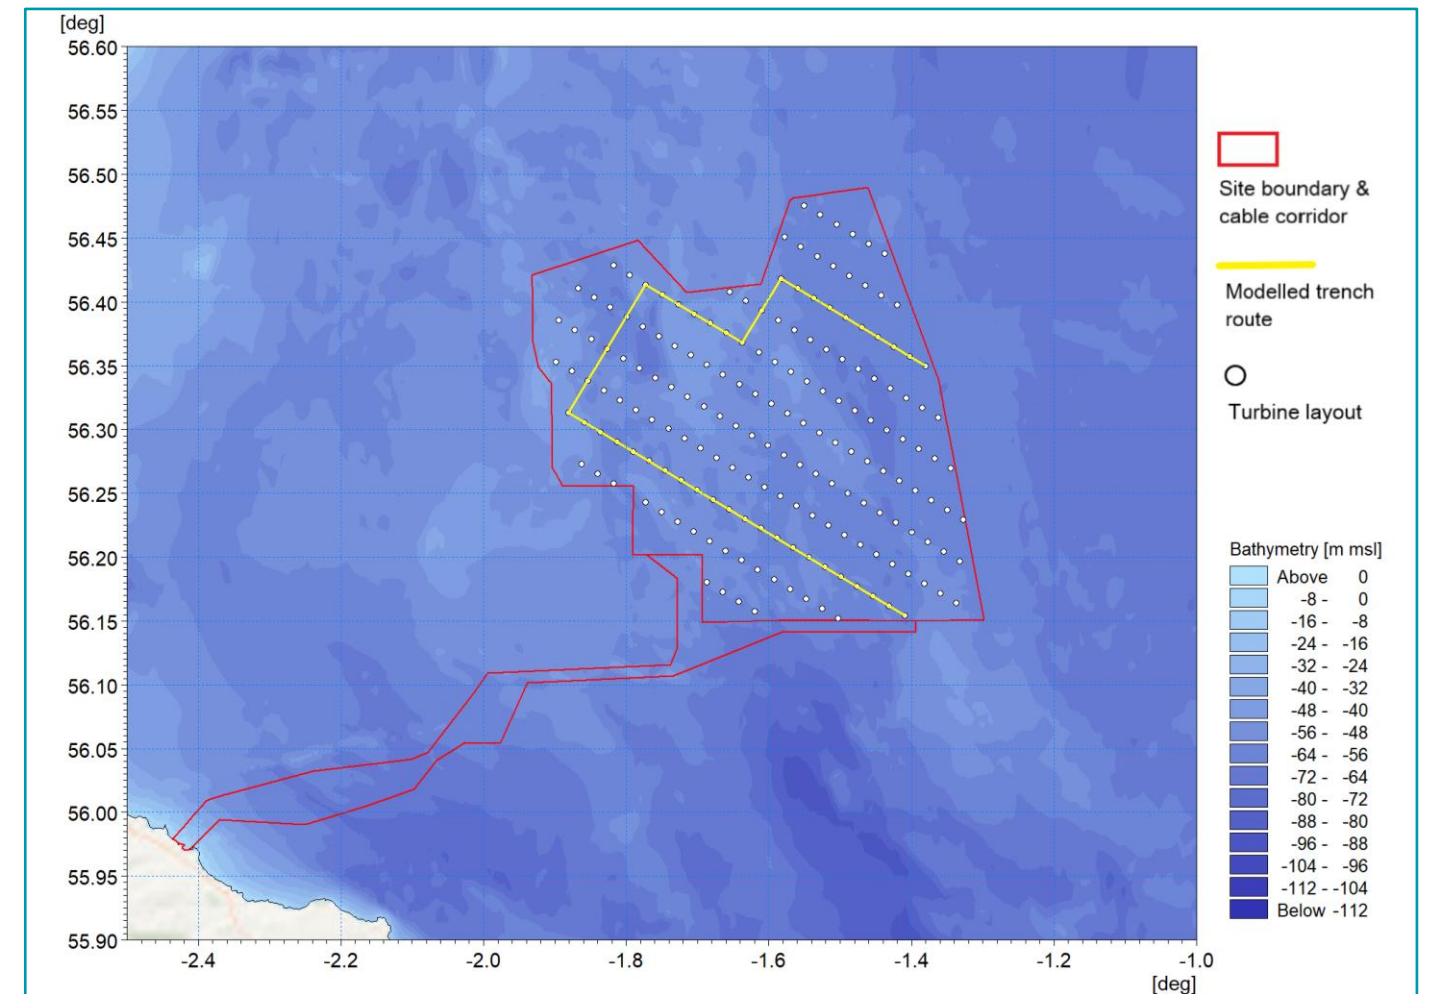 [deg]
56.60
56.55
56.50
56.45
56.40
56.35
56.30
56.25
56.20
56.15
56.10
56.05
56.00
55.95
55.90
-2.4
-2.2
-2.0
-1.8
-1.6
-1.4
-1.2
-1.0
[deg]
Site boundary &
cable corridor
Modelled trench
route
Turbine layout
Bathymetry [m msl]
Above 0
-8 - 0
-16 - -8
-24 - -16
-32 - -24
-40 - -32
-48 - -40
-56 - -48
-64 - -56
-72 - -64
-80 - -72
-88 - -80
-96 - -88
-104 - -96
-112 - -104
Below -112